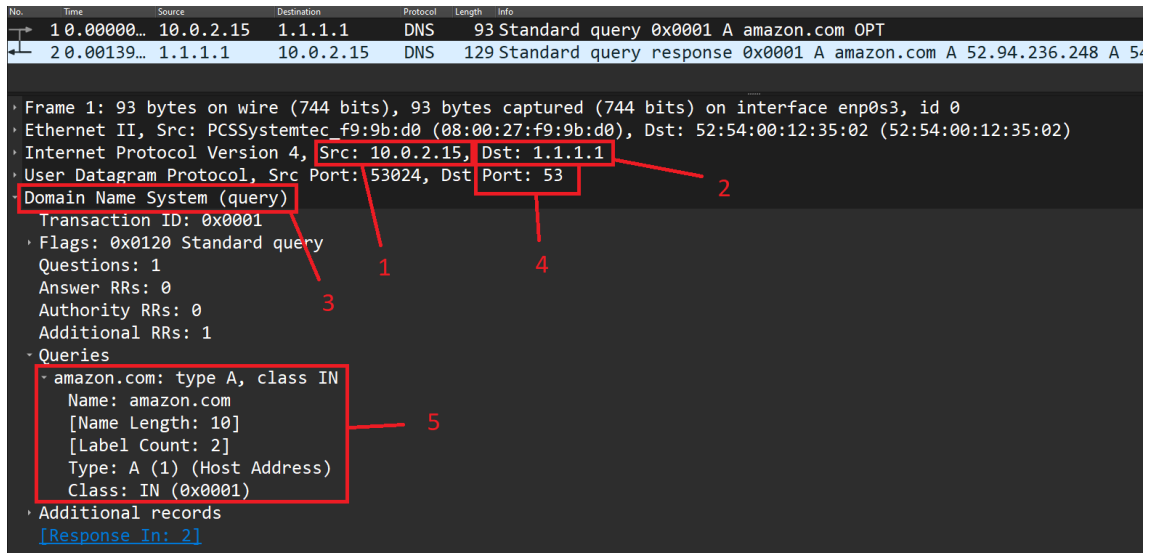 No. Time Source Destination Protocol Length Info
1 0.00000… 10.0.2.15 1.1.1.1 DNS 93 Standard query 0x0001 A amazon.com OPT
2 0.00139… 1.1.1.1 10.0.2.15 DNS 129 Standard query response 0x0001 A amazon.com A 52.94.236.248 A 54
Frame 1: 93 bytes on wire (744 bits), 93 bytes captured (744 bits) on interface enp0s3, id 0
Ethernet II, Src: PCSSystemtec_f9:9b:d0 (08:00:27:f9:9b:d0), Dst: 52:54:00:12:35:02 (52:54:00:12:35:02)
Internet Protocol Version 4, Src: 10.0.2.15, Dst: 1.1.1.1
User Datagram Protocol, Src Port: 53024, Dst Port: 53
2
Domain Name System (query)
Transaction ID: 0x0001
Flags: 0x0120 Standard query
Questions: 1
1
4
Answer RRs: 0
3
Authority RRs: 0
Additional RRs: 1
Queries
amazon.com: type A, class IN
Name: amazon.com
[Name Length: 10]
5
[Label Count: 2]
Type: A (1) (Host Address)
Class: IN (0x0001)
Additional records
[Response In: 2]